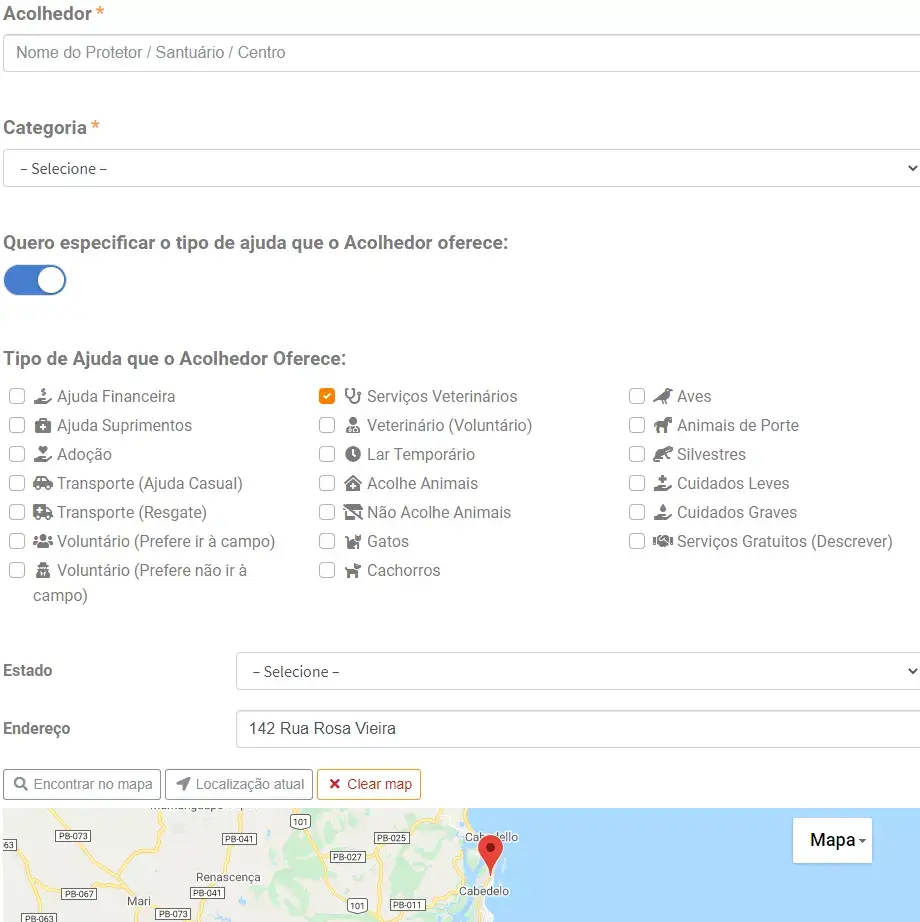 Acolhedor *
Nome do Protetor / Santuário / Centro
Categoria *
– Selecione –
Quero especificar o tipo de ajuda que o Acolhedor oferece:
Tipo de Ajuda que o Acolhedor Oferece:
Ajuda Financeira
Ajuda Suprimentos
Adoção
Transporte (Ajuda Casual)
Transporte (Resgate)
Voluntário (Prefere ir à campo)
Voluntário (Prefere não ir à
campo)
Serviços Veterinários
Veterinário (Voluntário)
Lar Temporário
Acolhe Animais
Não Acolhe Animais
Gatos
Cachorros
Aves
Animais de Porte
Silvestres
Cuidados Leves
Cuidados Graves
Serviços Gratuitos (Descrever)
Estado
– Selecione –
Endereço
142 Rua Rosa Vieira
Encontrar no mapa
Localização atual
Clear map
101
PB-073
PB-041
PB-025
Cabedello
Mapa
63
PB-027
Renascença
PB-067
PB-041
Cabedelo
Mari
101
PB-011
PB-073
PB-063